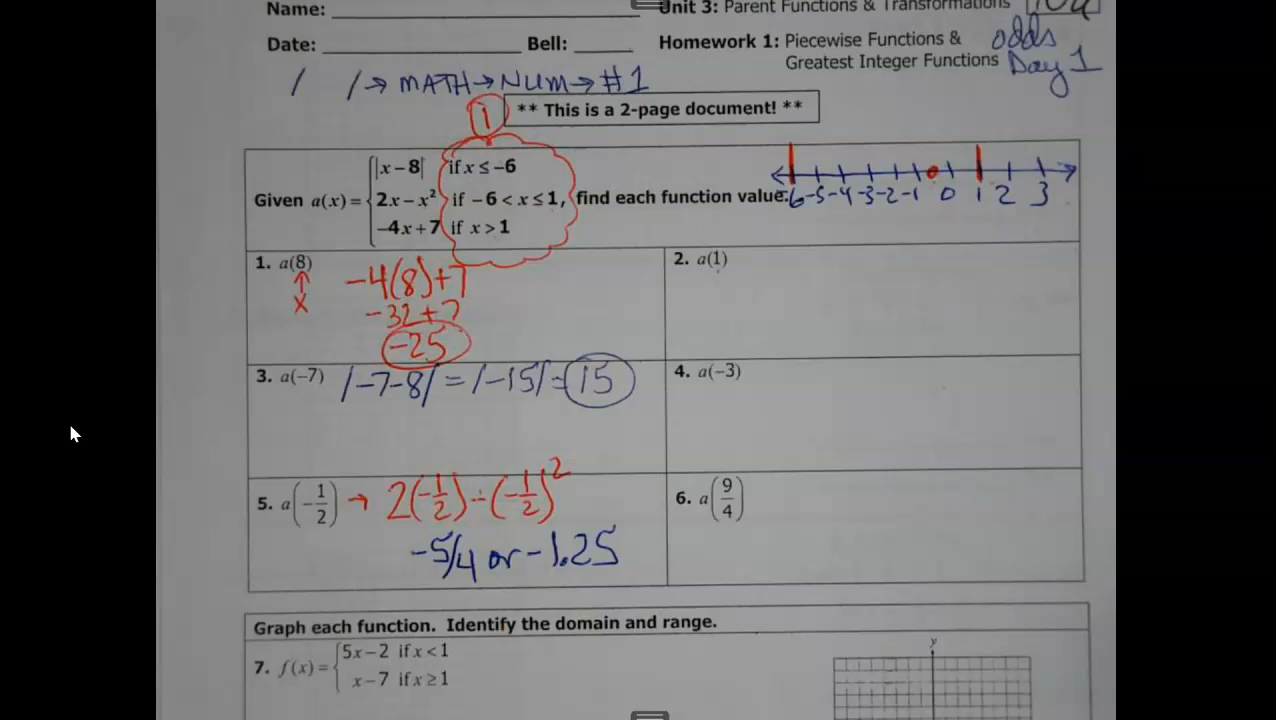 Name: ____________ Unit 3: Parent Functions & Transformations
Date: ____________ Bell: ______ Homework 1: Piecewise Functions & Greatest Integer Functions
odds
Day 1
| |→ MATH→NUM→#1
1
** This is a 2-page document! **
Given a(x) = { |x − 8| if x ≤ −6
2x − x² if −6 < x ≤ 1, find each function value.
−4x + 7 if x > 1
-6 -5 -4 -3 -2 -1 0 1 2 3
1. a(8) -4(8)+7
x
-32+7
-25
2. a(1)
3. a(−7) |-7-8| = |-15| = 15
4. a(−3)
5. a(−1/2) → 2(-1/2) - (-1/2)²
-5/4 or -1.25
6. a(9/4)
Graph each function. Identify the domain and range.
7. f(x) = { 5x − 2 if x < 1
x − 7 if x ≥ 1
y